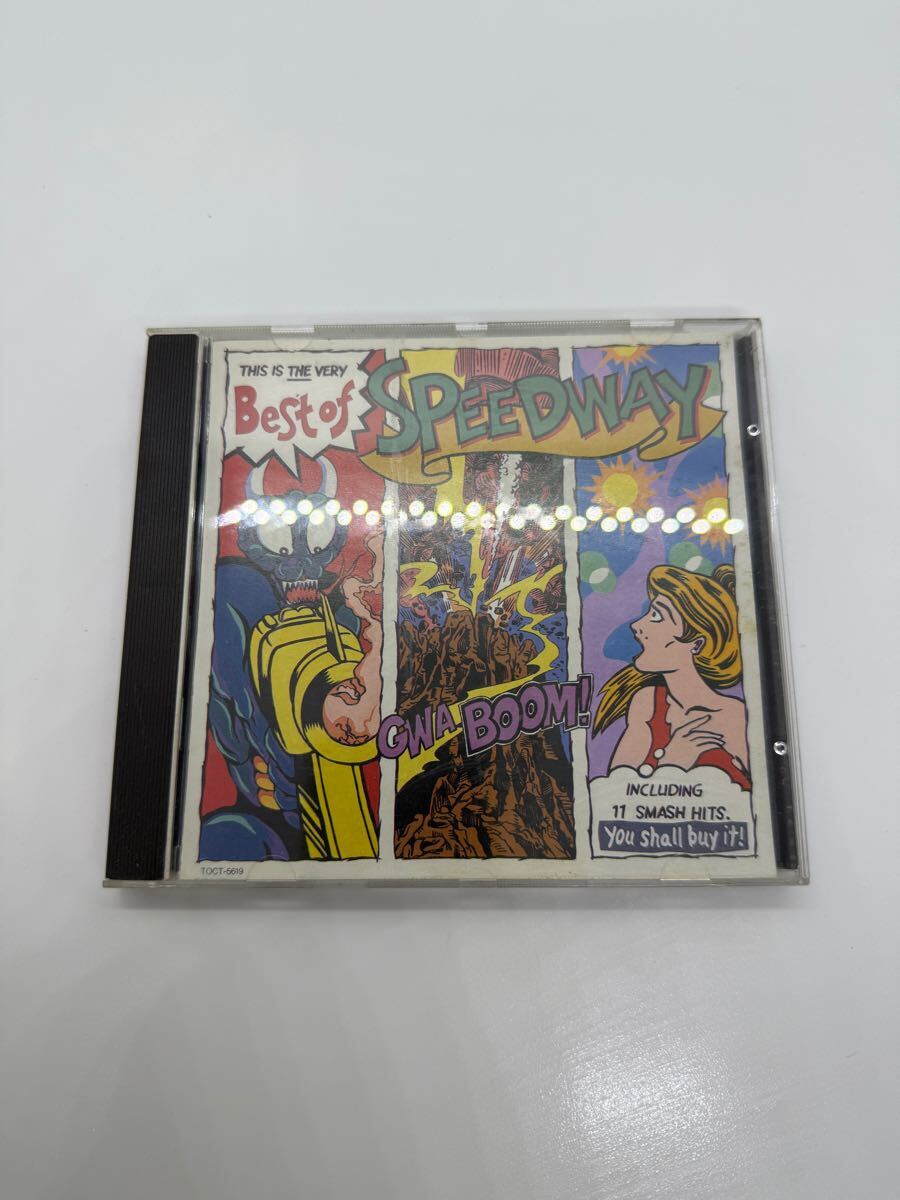 THIS IS THE VERY
Best of
SPEEDWAY
GWA BOOM!
INCLUDING
11 SMASH HITS.
You shall buy it!
TOCT-5619